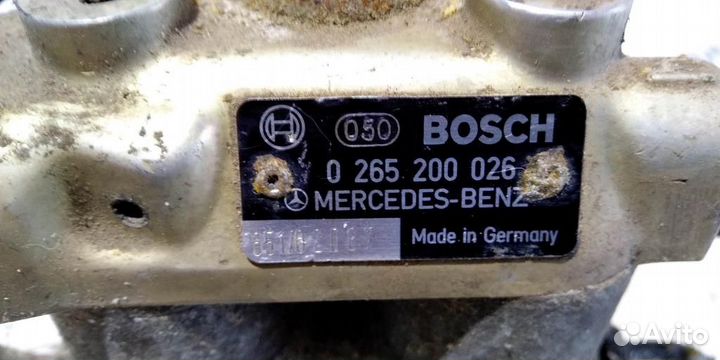 050 BOSCH
0 265 200 026
MERCEDES-BENZ
Made in Germany
Avito